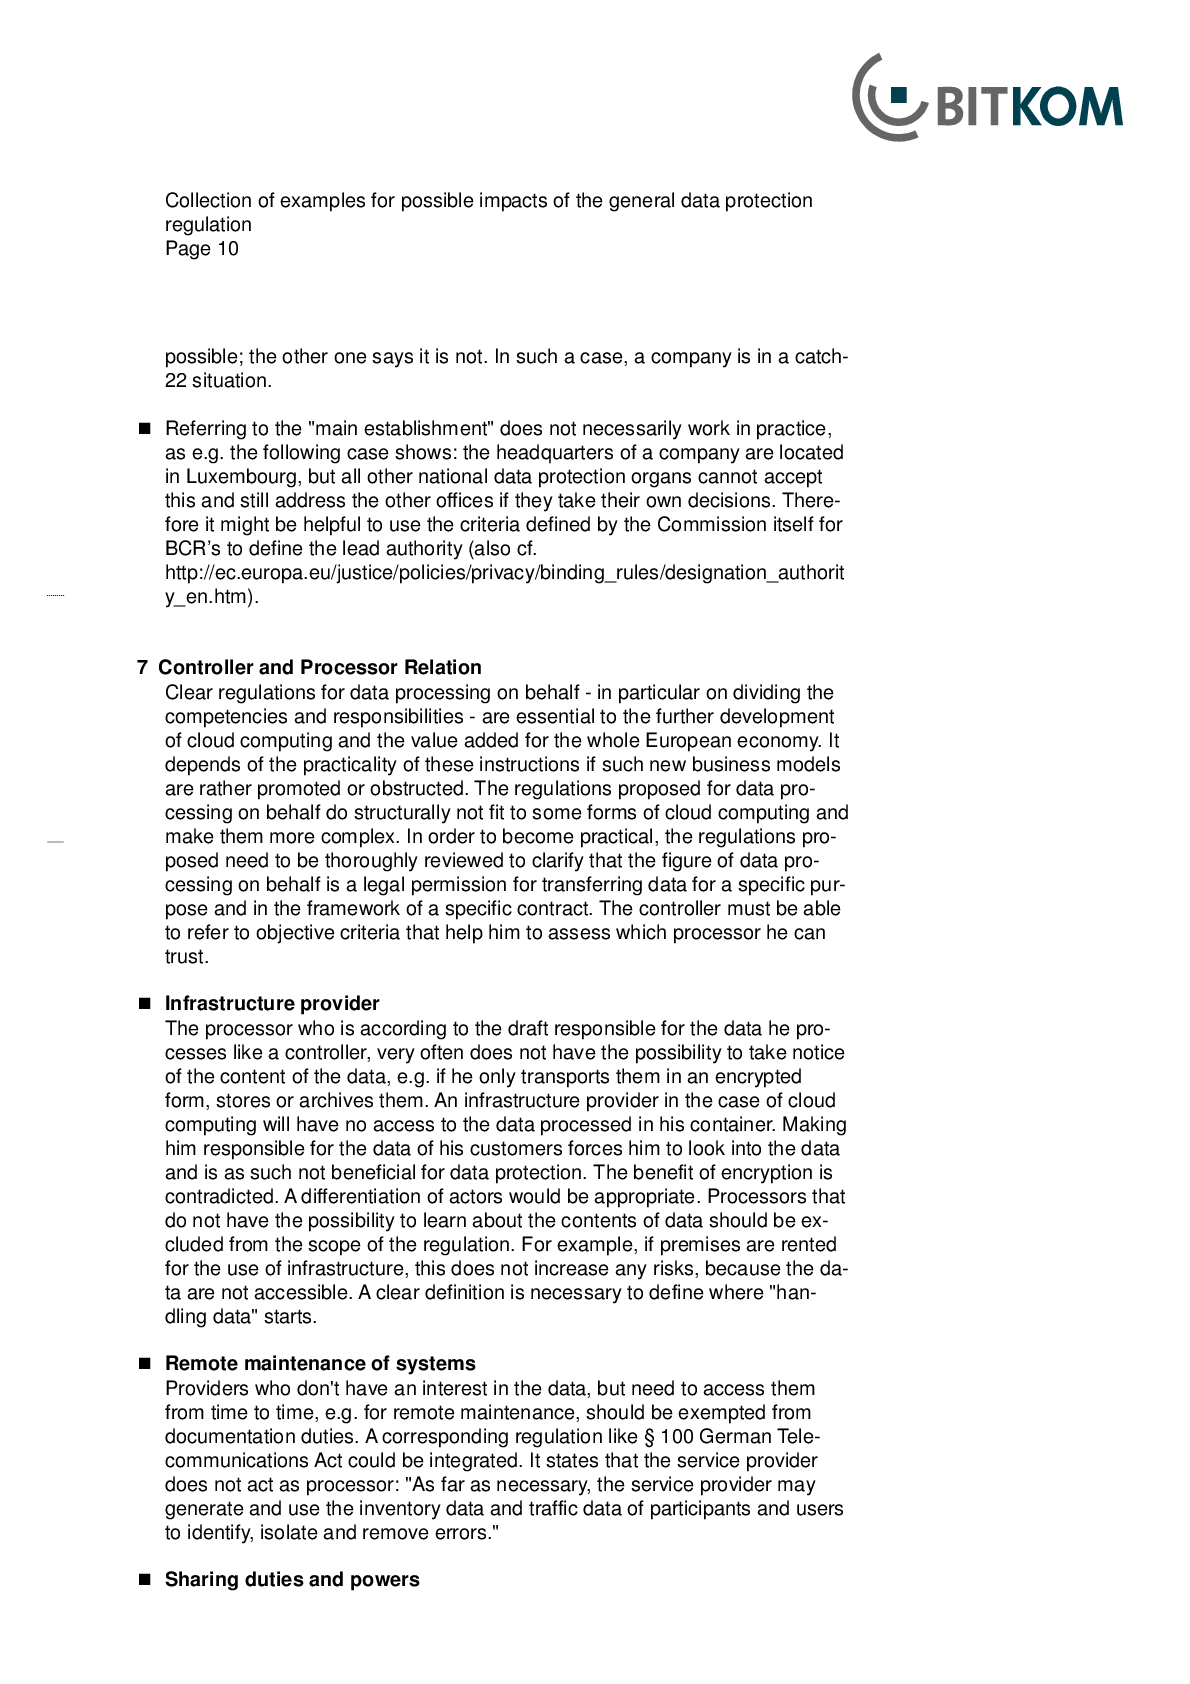 BITKOM
Collection of examples for possible impacts of the general data protection
regulation
Page 10
possible; the other one says it is not. In such a case, a company is in a catch-
22 situation.
■ Referring to the "main establishment" does not necessarily work in practice,
as e.g. the following case shows: the headquarters of a company are located
in Luxembourg, but all other national data protection organs cannot accept
this and still address the other offices if they take their own decisions. There-
fore it might be helpful to use the criteria defined by the Commission itself for
BCR's to define the lead authority (also cf.
http://ec.europa.eu/justice/policies/privacy/binding_rules/designation_authorit
y_en.htm).
7 Controller and Processor Relation
Clear regulations for data processing on behalf - in particular on dividing the
competencies and responsibilities - are essential to the further development
of cloud computing and the value added for the whole European economy. It
depends of the practicality of these instructions if such new business models
are rather promoted or obstructed. The regulations proposed for data pro-
cessing on behalf do structurally not fit to some forms of cloud computing and
make them more complex. In order to become practical, the regulations pro-
posed need to be thoroughly reviewed to clarify that the figure of data pro-
cessing on behalf is a legal permission for transferring data for a specific pur-
pose and in the framework of a specific contract. The controller must be able
to refer to objective criteria that help him to assess which processor he can
trust.
■ Infrastructure provider
The processor who is according to the draft responsible for the data he pro-
cesses like a controller, very often does not have the possibility to take notice
of the content of the data, e.g. if he only transports them in an encrypted
form, stores or archives them. An infrastructure provider in the case of cloud
computing will have no access to the data processed in his container. Making
him responsible for the data of his customers forces him to look into the data
and is as such not beneficial for data protection. The benefit of encryption is
contradicted. A differentiation of actors would be appropriate. Processors that
do not have the possibility to learn about the contents of data should be ex-
cluded from the scope of the regulation. For example, if premises are rented
for the use of infrastructure, this does not increase any risks, because the da-
ta are not accessible. A clear definition is necessary to define where "han-
dling data" starts.
■ Remote maintenance of systems
Providers who don't have an interest in the data, but need to access them
from time to time, e.g. for remote maintenance, should be exempted from
documentation duties. A corresponding regulation like § 100 German Tele-
communications Act could be integrated. It states that the service provider
does not act as processor: "As far as necessary, the service provider may
generate and use the inventory data and traffic data of participants and users
to identify, isolate and remove errors."
■ Sharing duties and powers